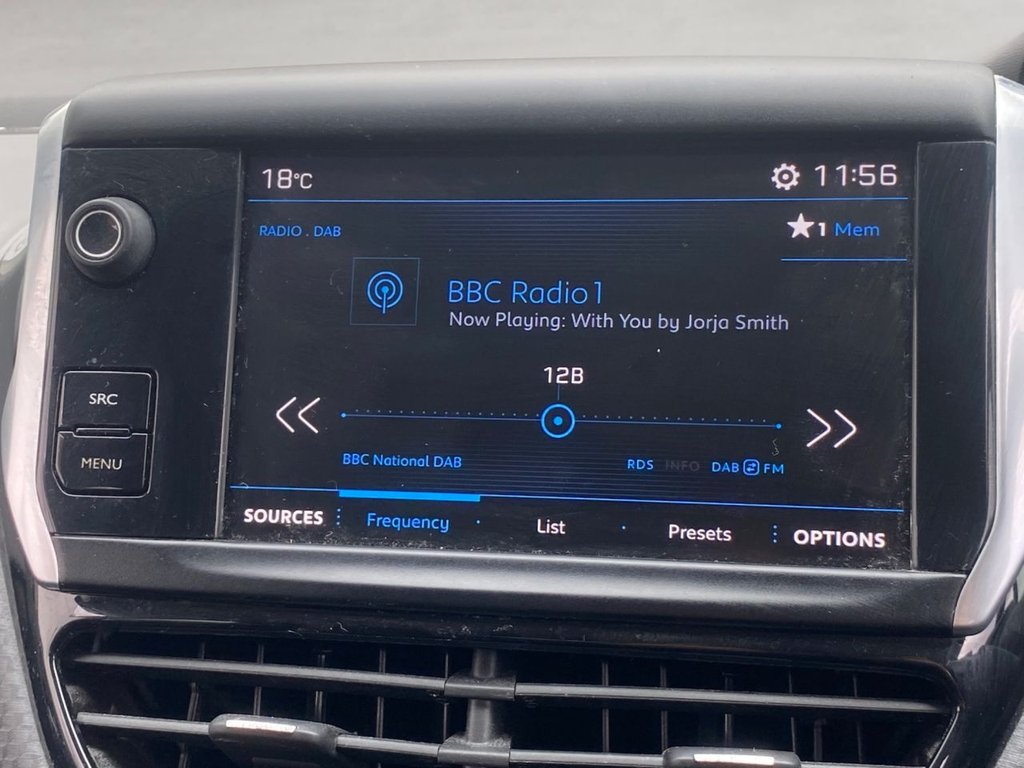 18°C 11:56
RADIO . DAB
1 Mem
BBC Radio 1
Now Playing: With You by Jorja Smith
12B
SRC
MENU
BBC National DAB RDS INFO DAB FM
SOURCES Frequency List Presets OPTIONS